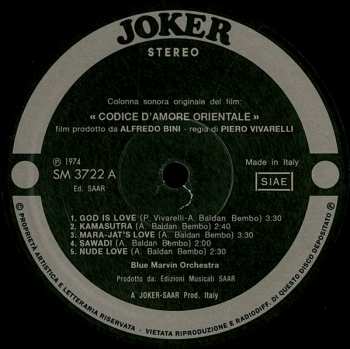 JOKER
STEREO
Colonna sonora originale del film:
« CODICE D'AMORE ORIENTALE »
film prodotto da ALFREDO BINI - regia di PIERO VIVARELLI
Ⓟ 1974
SM 3722 A
Ed. SAAR
Made in Italy
SIAE
1. GOD IS LOVE (P. Vivarelli-A. Baldan Bembo) 3:30
2. KAMASUTRA (A. Baldan Bembo) 2:40
3. MARA-JAT'S LOVE (A. Baldan Bembo) 3:30
4. SAWADI (A. Baldan Bembo) 2:00
5. NUDE LOVE (A. Baldan Bembo) 3:30
Blue Marvin Orchestra
Prodotto da: Edizioni Musicali SAAR
A JOKER-SAAR Prod. Italy
© PROPRIETÀ ARTISTICA E LETTERARIA RISERVATA - VIETATA RIPRODUZIONE E RADIODIFF. DI QUESTO DISCO DEPOSITATO Ⓟ